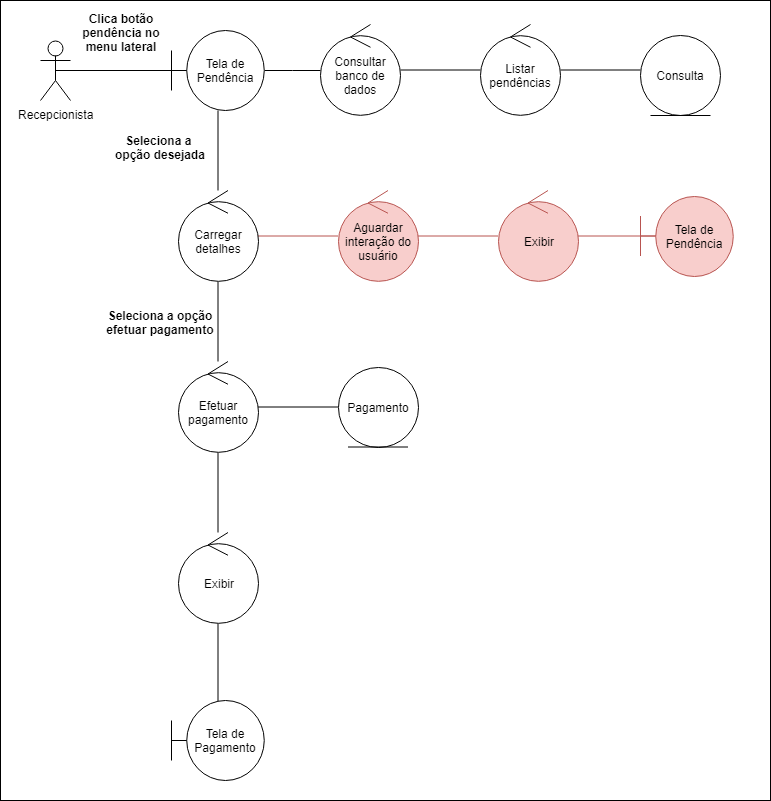 Clica botão
pendência no
menu lateral
Recepcionista
Tela de
Pendência
Consultar
banco de
dados
Listar
pendências
Consulta
Seleciona a
opção desejada
Carregar
detalhes
Aguardar
interação do
usuário
Exibir
Tela de
Pendência
Seleciona a opção
efetuar pagamento
Efetuar
pagamento
Pagamento
Exibir
Tela de
Pagamento